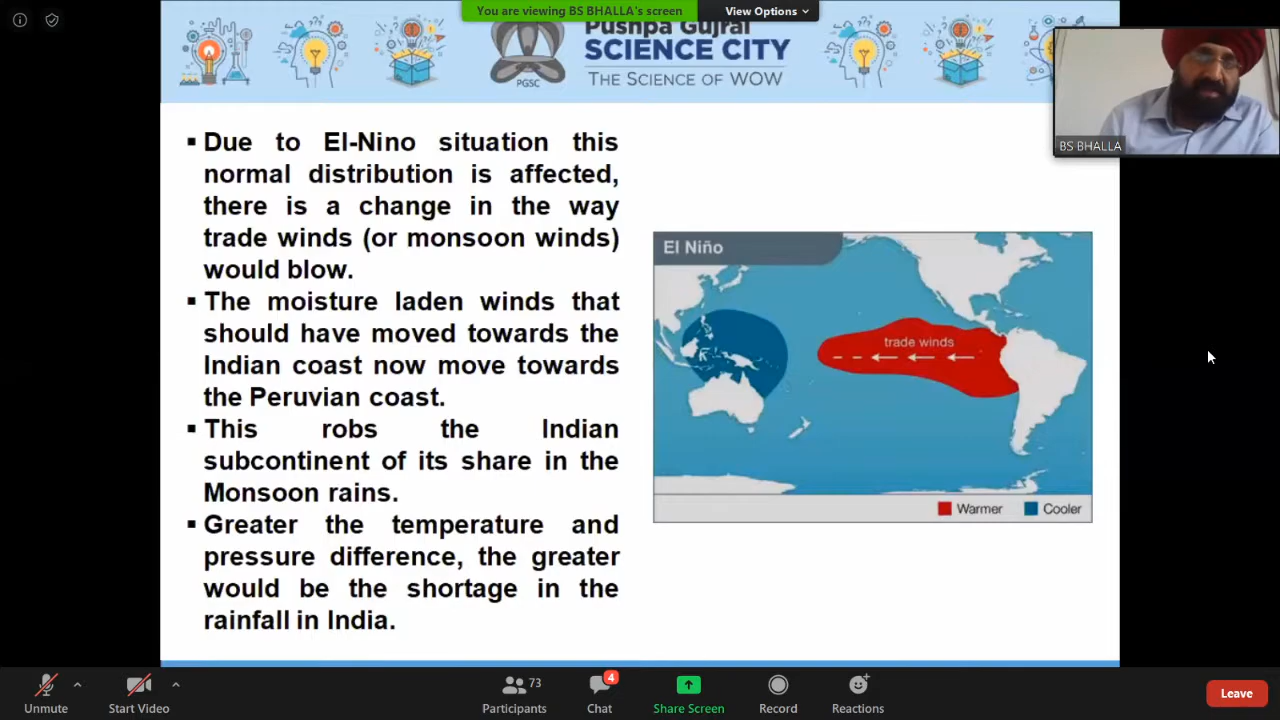 You are viewing BS BHALLA's screen
View Options
Pushpa Gujral
SCIENCE CITY
THE SCIENCE OF WOW
PGSC
BS BHALLA
▪ Due to El-Nino situation this
normal distribution is affected,
there is a change in the way
trade winds (or monsoon winds)
would blow.
▪ The moisture laden winds that
should have moved towards the
Indian coast now move towards
the Peruvian coast.
▪ This robs the Indian
subcontinent of its share in the
Monsoon rains.
▪ Greater the temperature and
pressure difference, the greater
would be the shortage in the
rainfall in India.
El Niño
trade winds
Warmer
Cooler
Unmute
Start Video
73
Participants
4
Chat
Share Screen
Record
Reactions
Leave